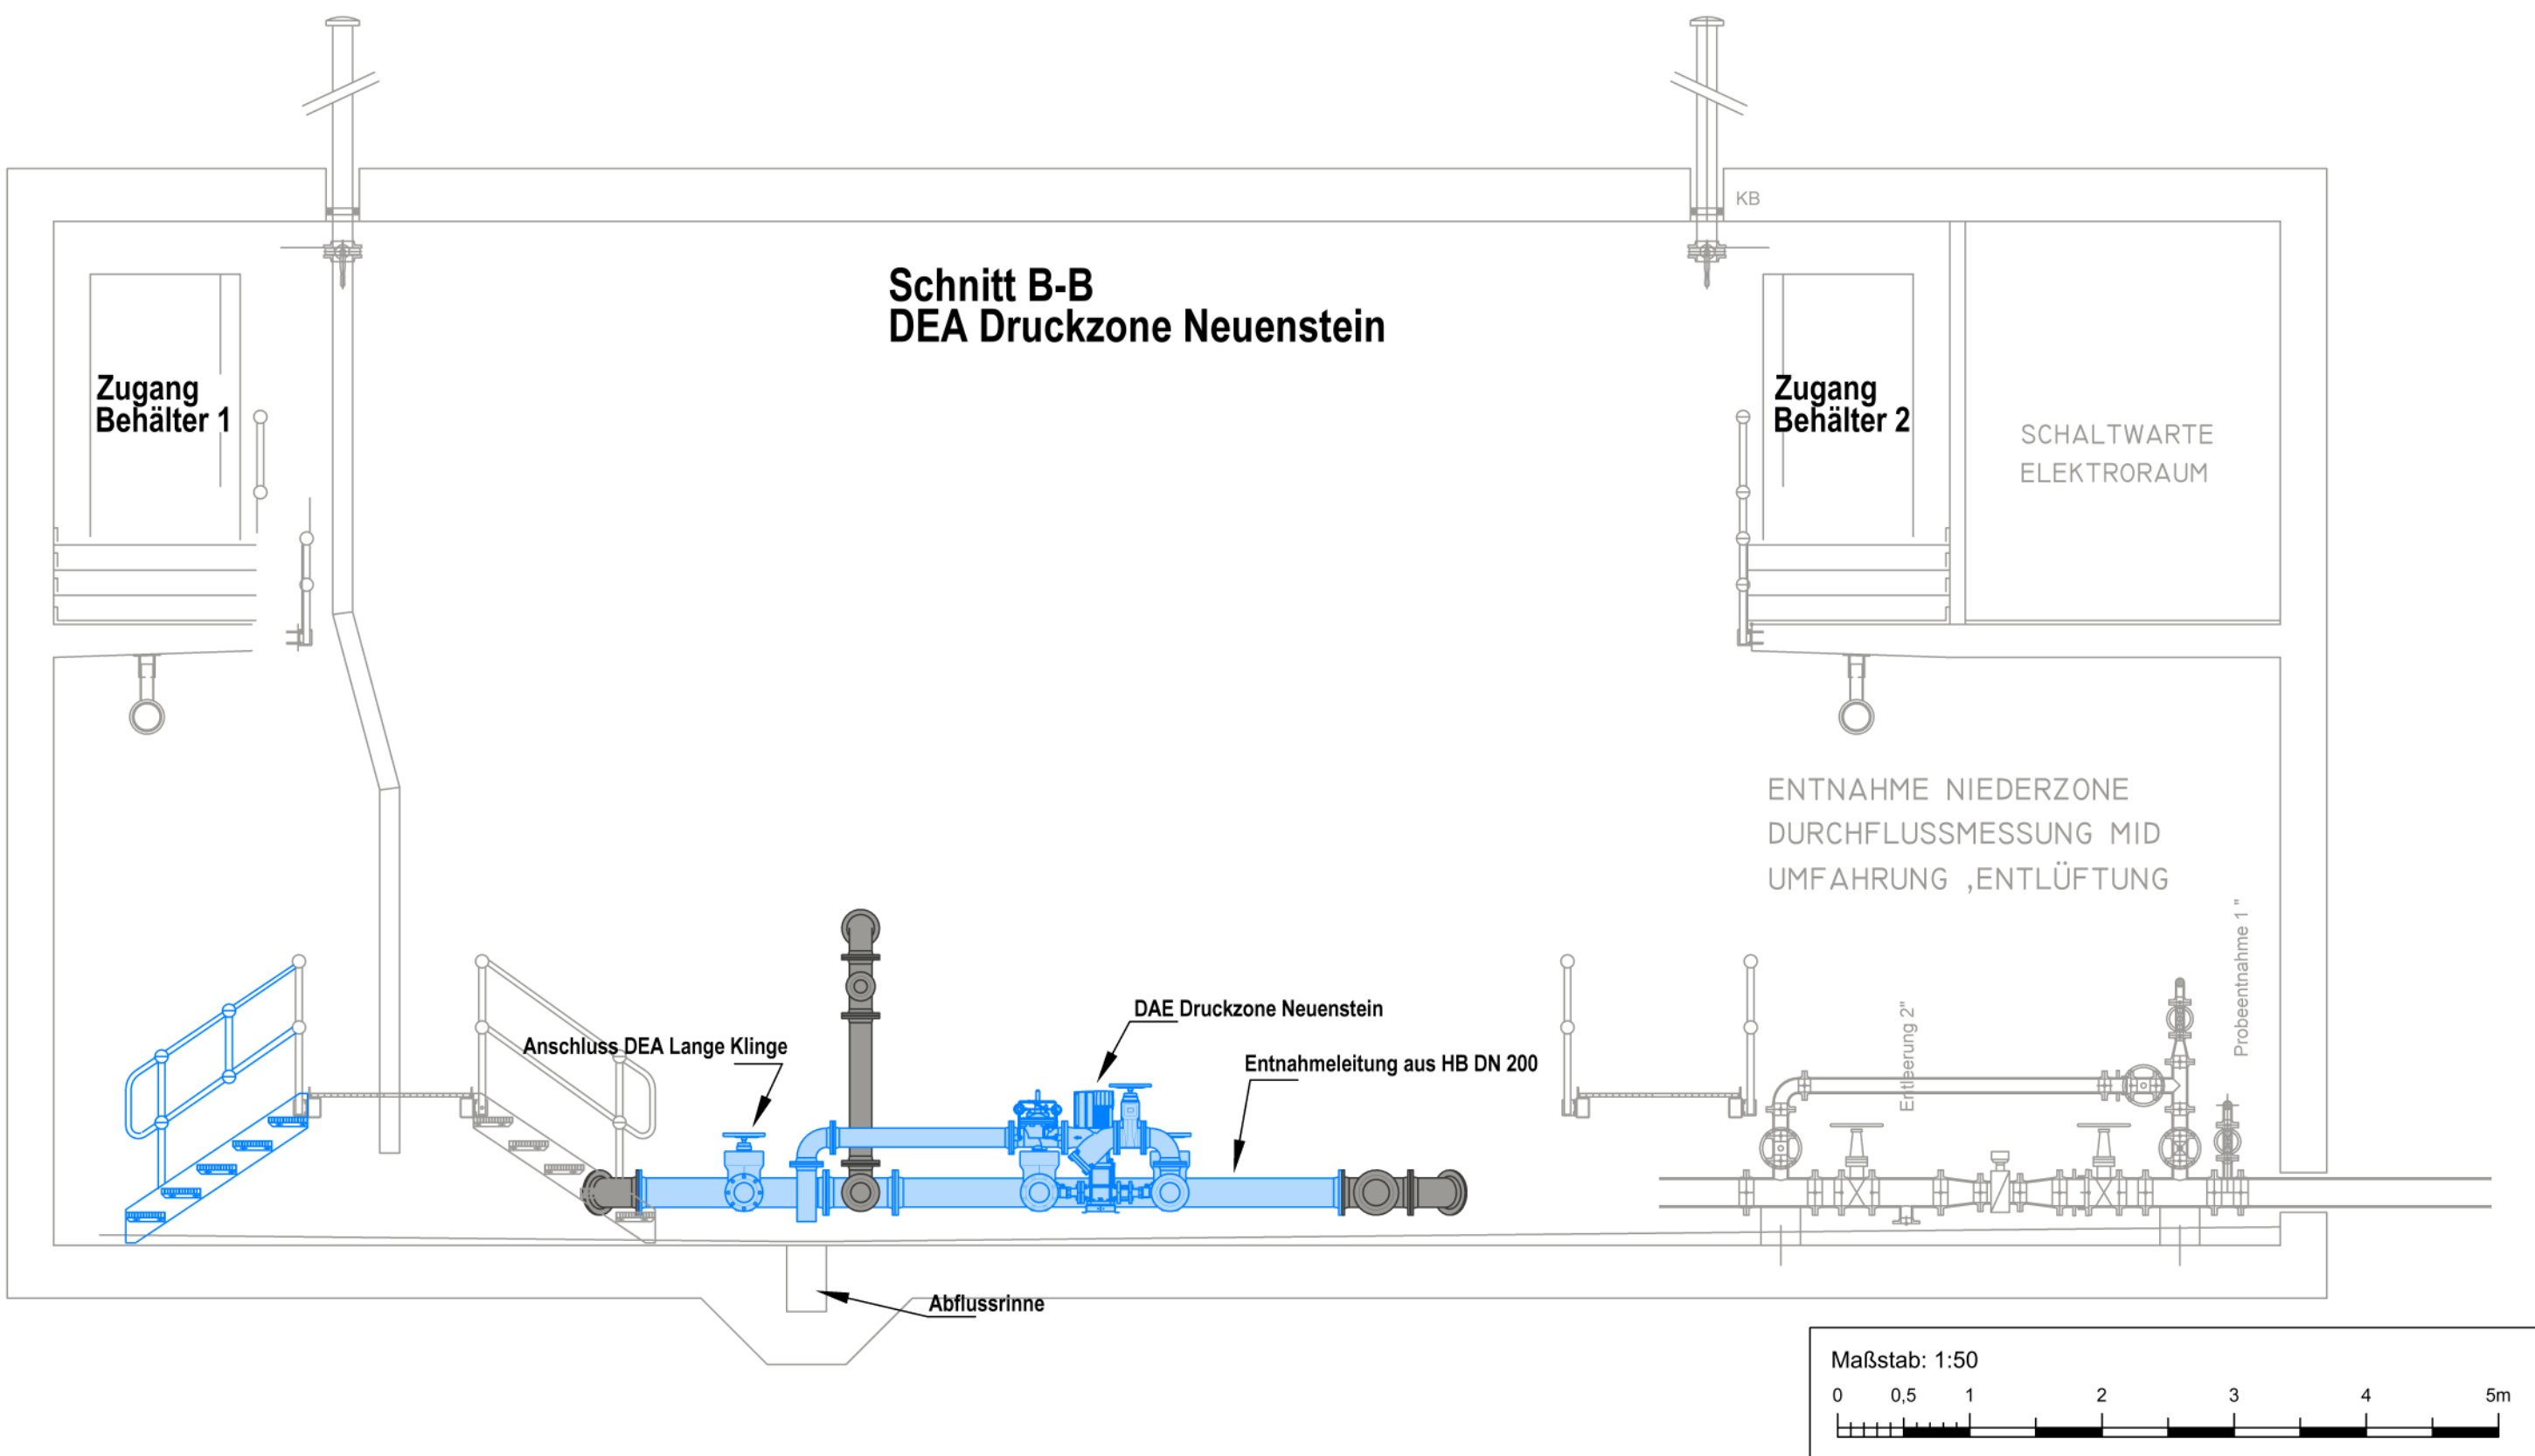 KB
Schnitt B-B
DEA Druckzone Neuenstein
Zugang
Behälter 1
Zugang
Behälter 2
SCHALTWARTE
ELEKTRORAUM
ENTNAHME NIEDERZONE
DURCHFLUSSMESSUNG MID
UMFAHRUNG ,ENTLÜFTUNG
Probeentnahme 1 "
Entleerung 2"
DAE Druckzone Neuenstein
Anschluss DEA Lange Klinge
Entnahmeleitung aus HB DN 200
Abflussrinne
Maßstab: 1:50
0 0,5 1 2 3 4 5m